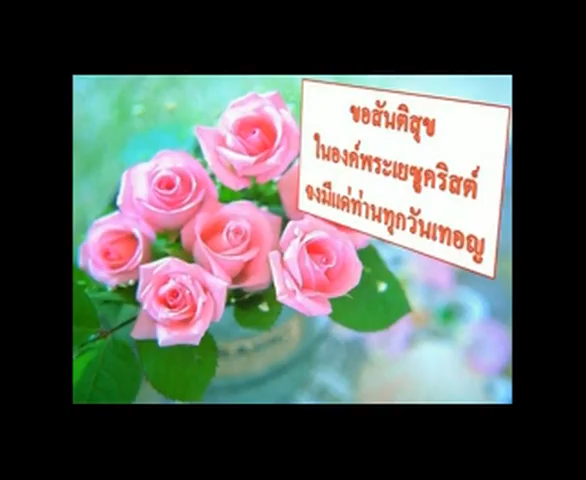 ขอสันติสุข
ในองค์พระเยซูคริสต์
จงมีแด่ท่านทุกวันเทอญ